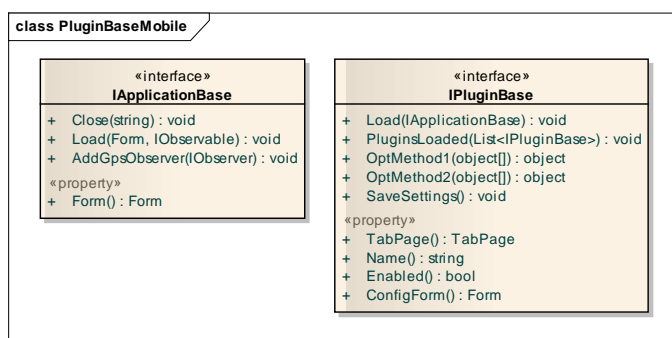 class PluginBaseMobile
«interface»
IApplicationBase
+ Close(string) : void
+ Load(Form, IObservable) : void
+ AddGpsObserver(IObserver) : void
«property»
+ Form() : Form
«interface»
IPluginBase
+ Load(IApplicationBase) : void
+ PluginsLoaded(List<IPluginBase>) : void
+ OptMethod1(object[]) : object
+ OptMethod2(object[]) : object
+ SaveSettings() : void
«property»
+ TabPage() : TabPage
+ Name() : string
+ Enabled() : bool
+ ConfigForm() : Form